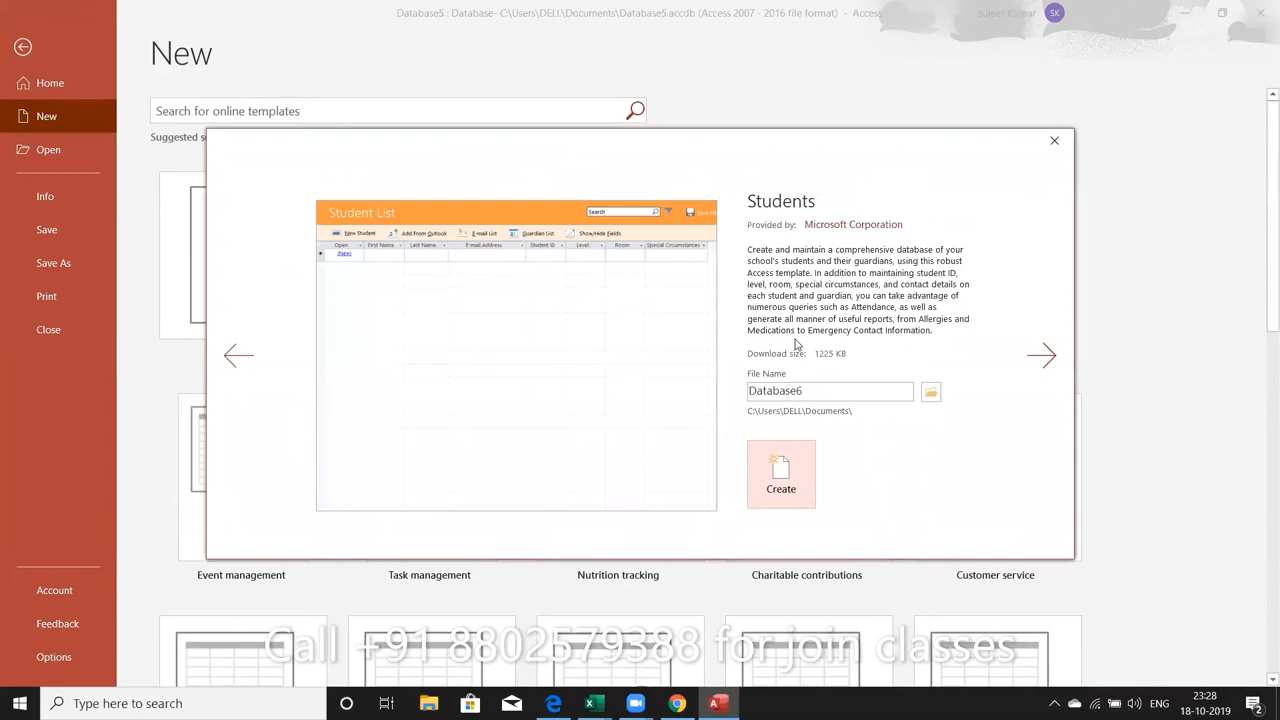 Database5 : Database- C:\Users\DELL\Documents\Database5.accdb (Access 2007 - 2016 file format) - Access
SK
New
Home
New
Open
Info
Save
Save As
Print
Close
Account
Feedback
Options
Search for online templates
Suggested
Student List
Search
New Student
Add From Outlook
E-mail List
Guardian List
Show/Hide Fields
Open First Name Last Name E-mail Address Student ID Level Room Special Circumstances
(New)
Students
Provided by: Microsoft Corporation
Create and maintain a comprehensive database of your
school's students and their guardians, using this robust
Access template. In addition to maintaining student ID,
level, room, special circumstances, and contact details on
each student and guardian, you can take advantage of
numerous queries such as Attendance, as well as
generate all manner of useful reports, from Allergies and
Medications to Emergency Contact Information.
Download size: 1225 KB
File Name
Database6
C:\Users\DELL\Documents\
Create
Event management
Task management
Nutrition tracking
Charitable contributions
Customer service
Call +91 8802579388 for join classes
Type here to search
ENG
23:28
18-10-2019
2